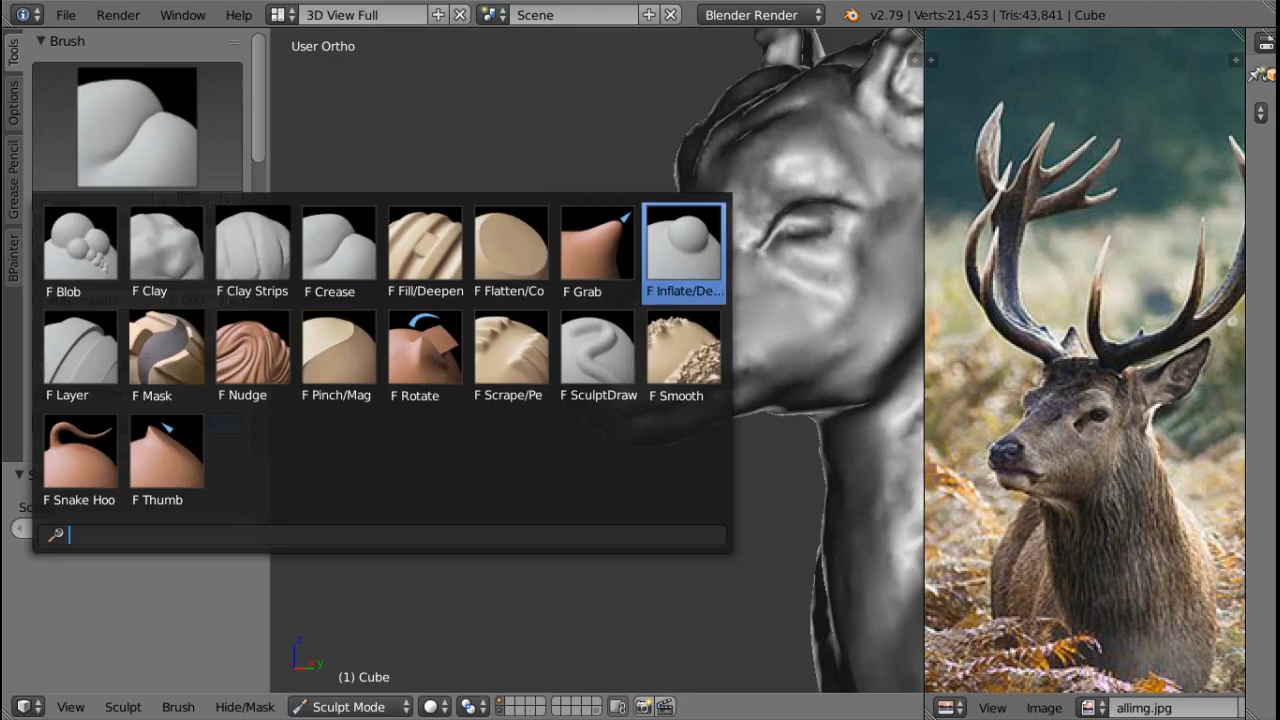 File Render Window Help 3D View Full Scene Blender Render v2.79 | Verts:21,453 | Tris:43,841 | Cube
Tools
Options
Grease Pencil
BPainter
Brush
User Ortho
F Blob F Clay F Clay Strips F Crease F Fill/Deepen F Flatten/Co F Grab F Inflate/De...
F Layer F Mask F Nudge F Pinch/Mag F Rotate F Scrape/Pe F SculptDraw F Smooth
F Snake Hoo F Thumb
z
y
(1) Cube
View Sculpt Brush Hide/Mask Sculpt Mode View Image allimg.jpg